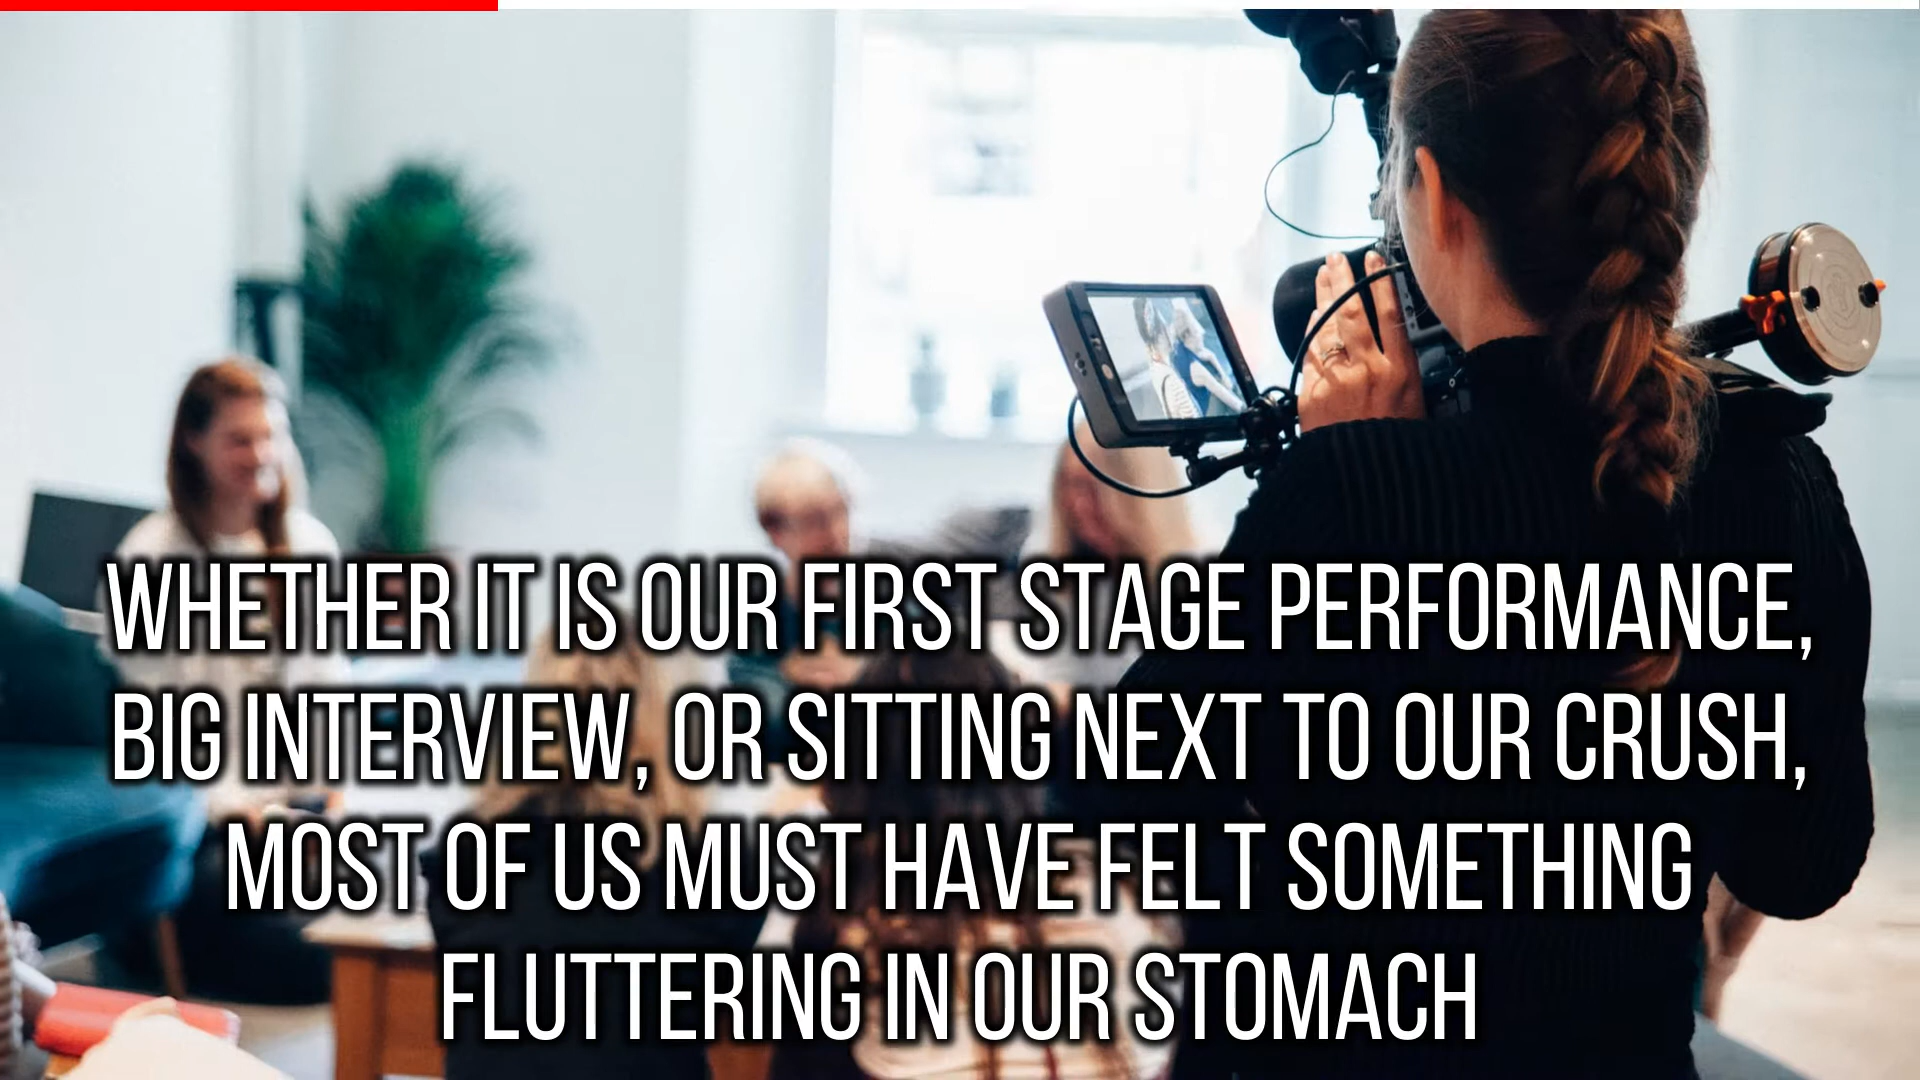 WHETHER IT IS OUR FIRST STAGE PERFORMANCE,
BIG INTERVIEW, OR SITTING NEXT TO OUR CRUSH,
MOST OF US MUST HAVE FELT SOMETHING
FLUTTERING IN OUR STOMACH